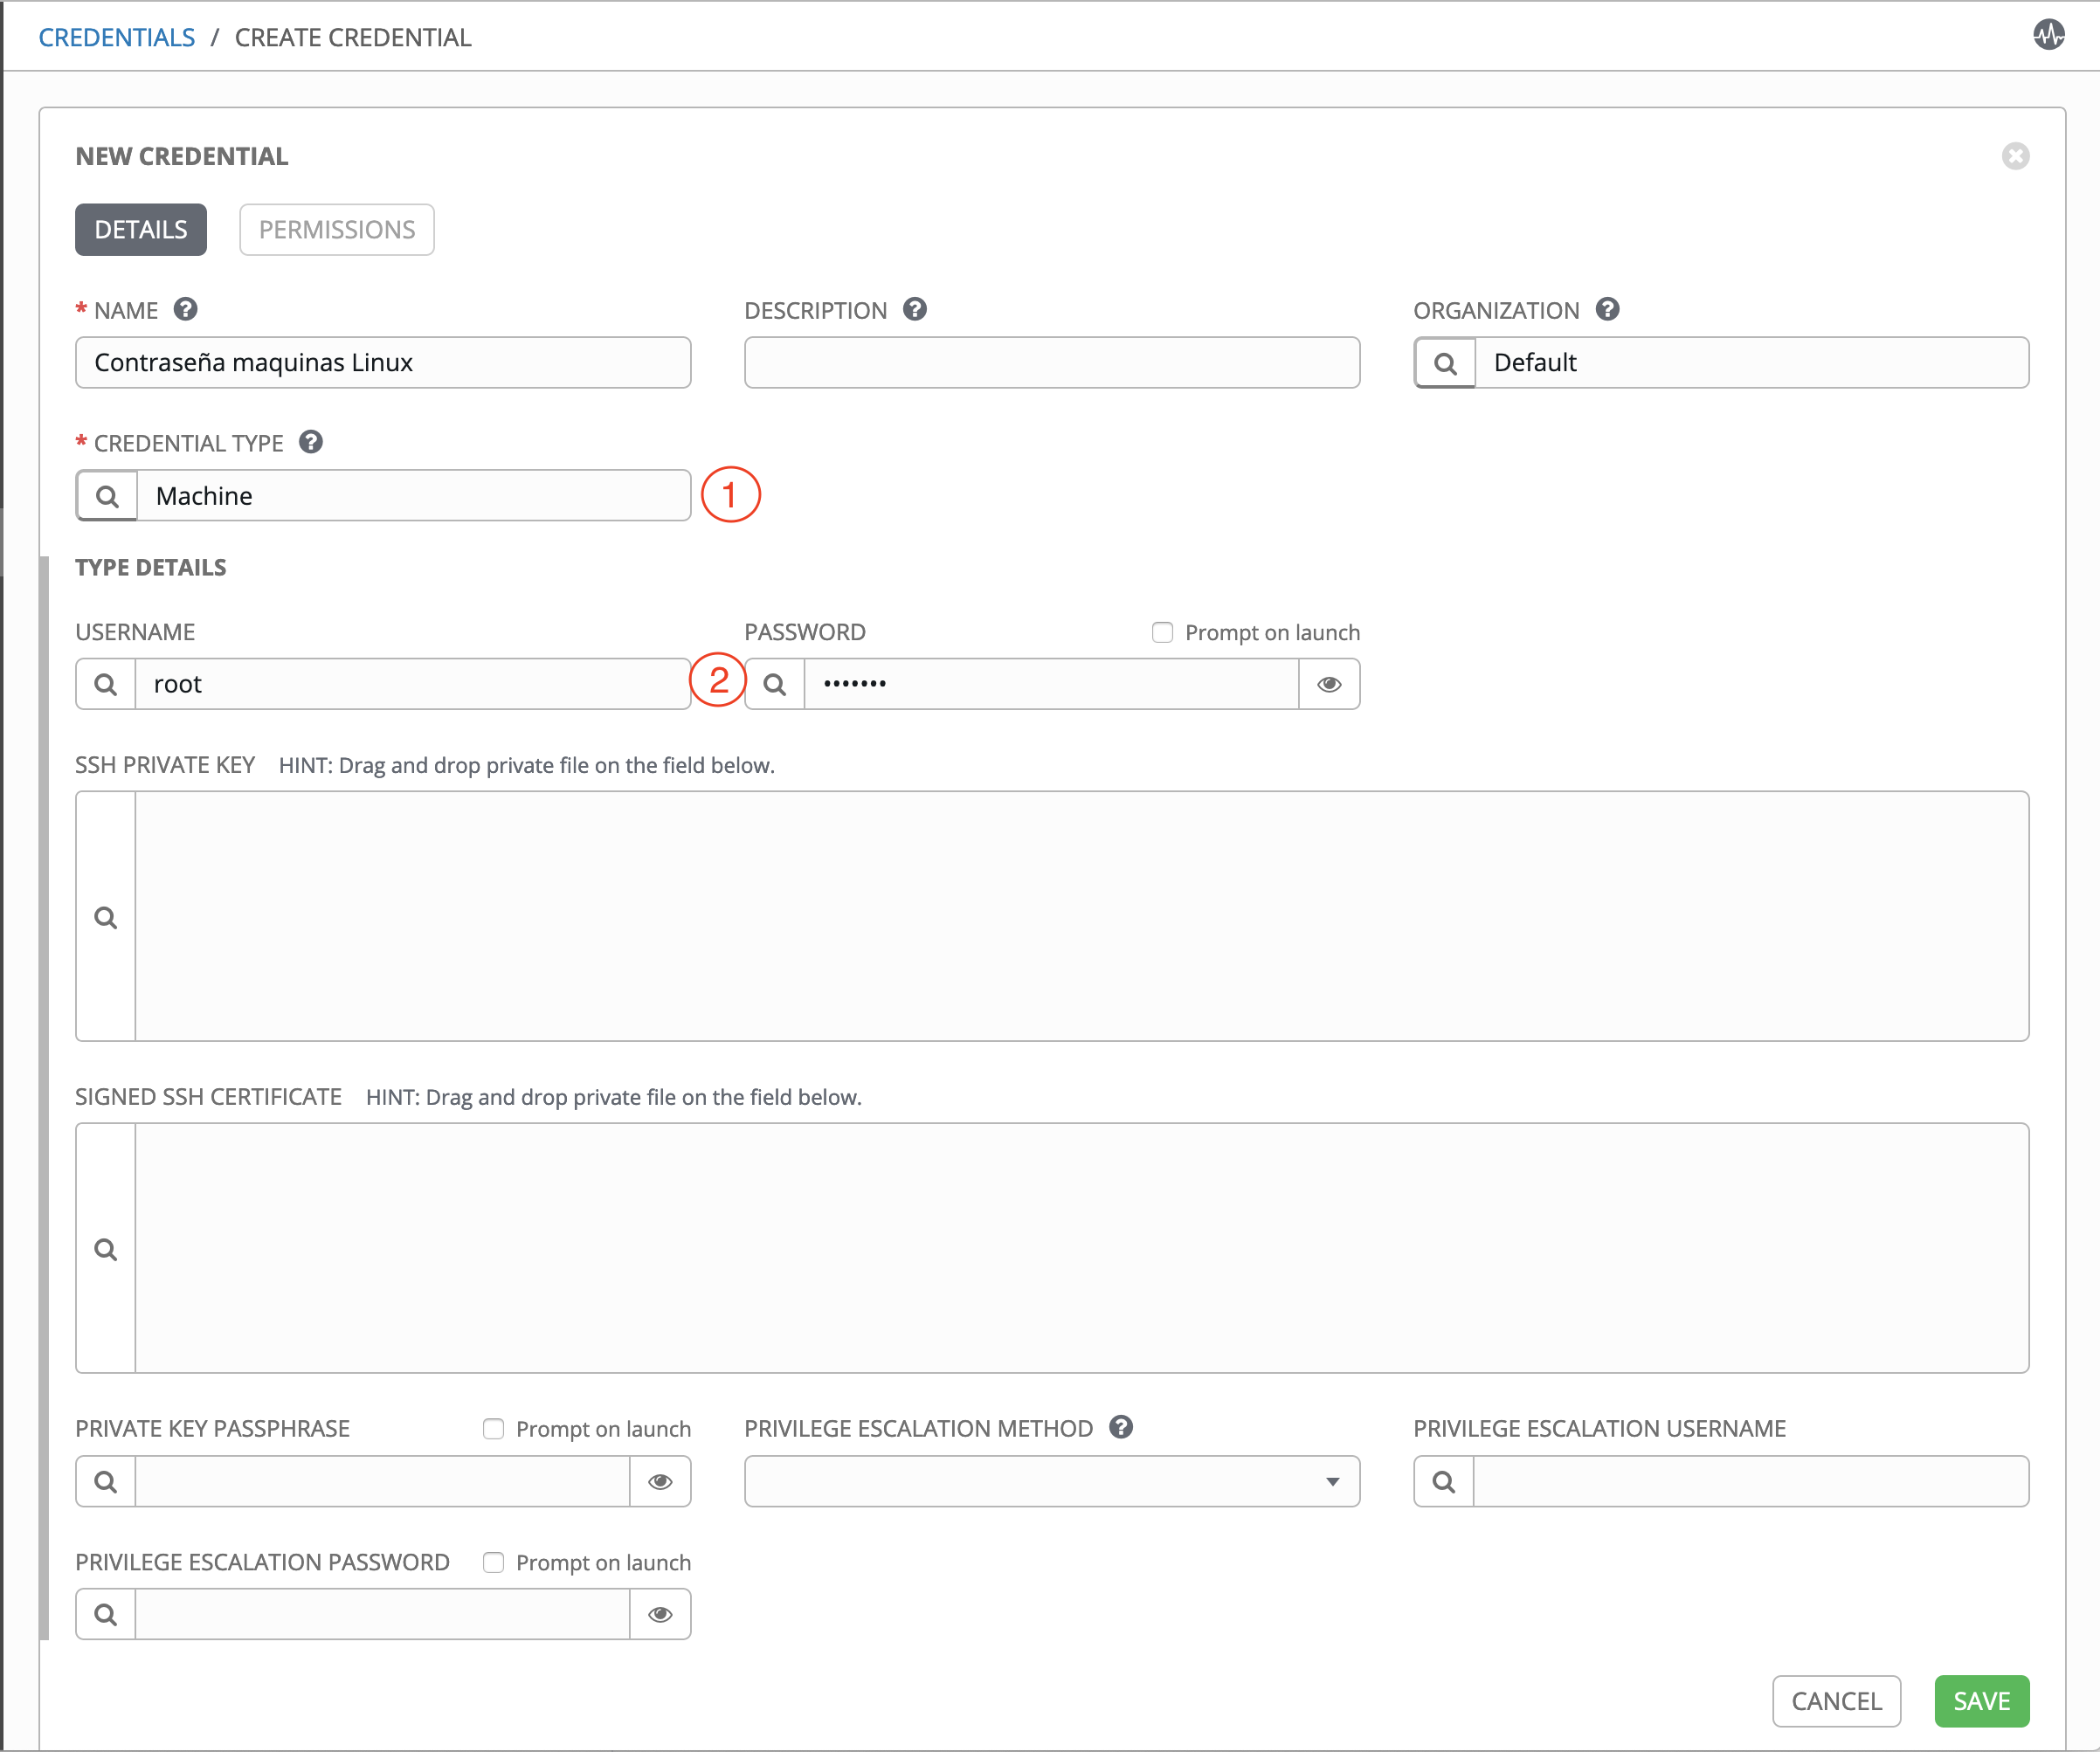 CREDENTIALS / CREATE CREDENTIAL
NEW CREDENTIAL
DETAILS PERMISSIONS
* NAME ? DESCRIPTION ? ORGANIZATION ?
Contraseña maquinas Linux Default
* CREDENTIAL TYPE ?
Machine 1
TYPE DETAILS
USERNAME PASSWORD Prompt on launch
root 2 •••••••
SSH PRIVATE KEY HINT: Drag and drop private file on the field below.
SIGNED SSH CERTIFICATE HINT: Drag and drop private file on the field below.
PRIVATE KEY PASSPHRASE Prompt on launch PRIVILEGE ESCALATION METHOD ? PRIVILEGE ESCALATION USERNAME
PRIVILEGE ESCALATION PASSWORD Prompt on launch
CANCEL SAVE